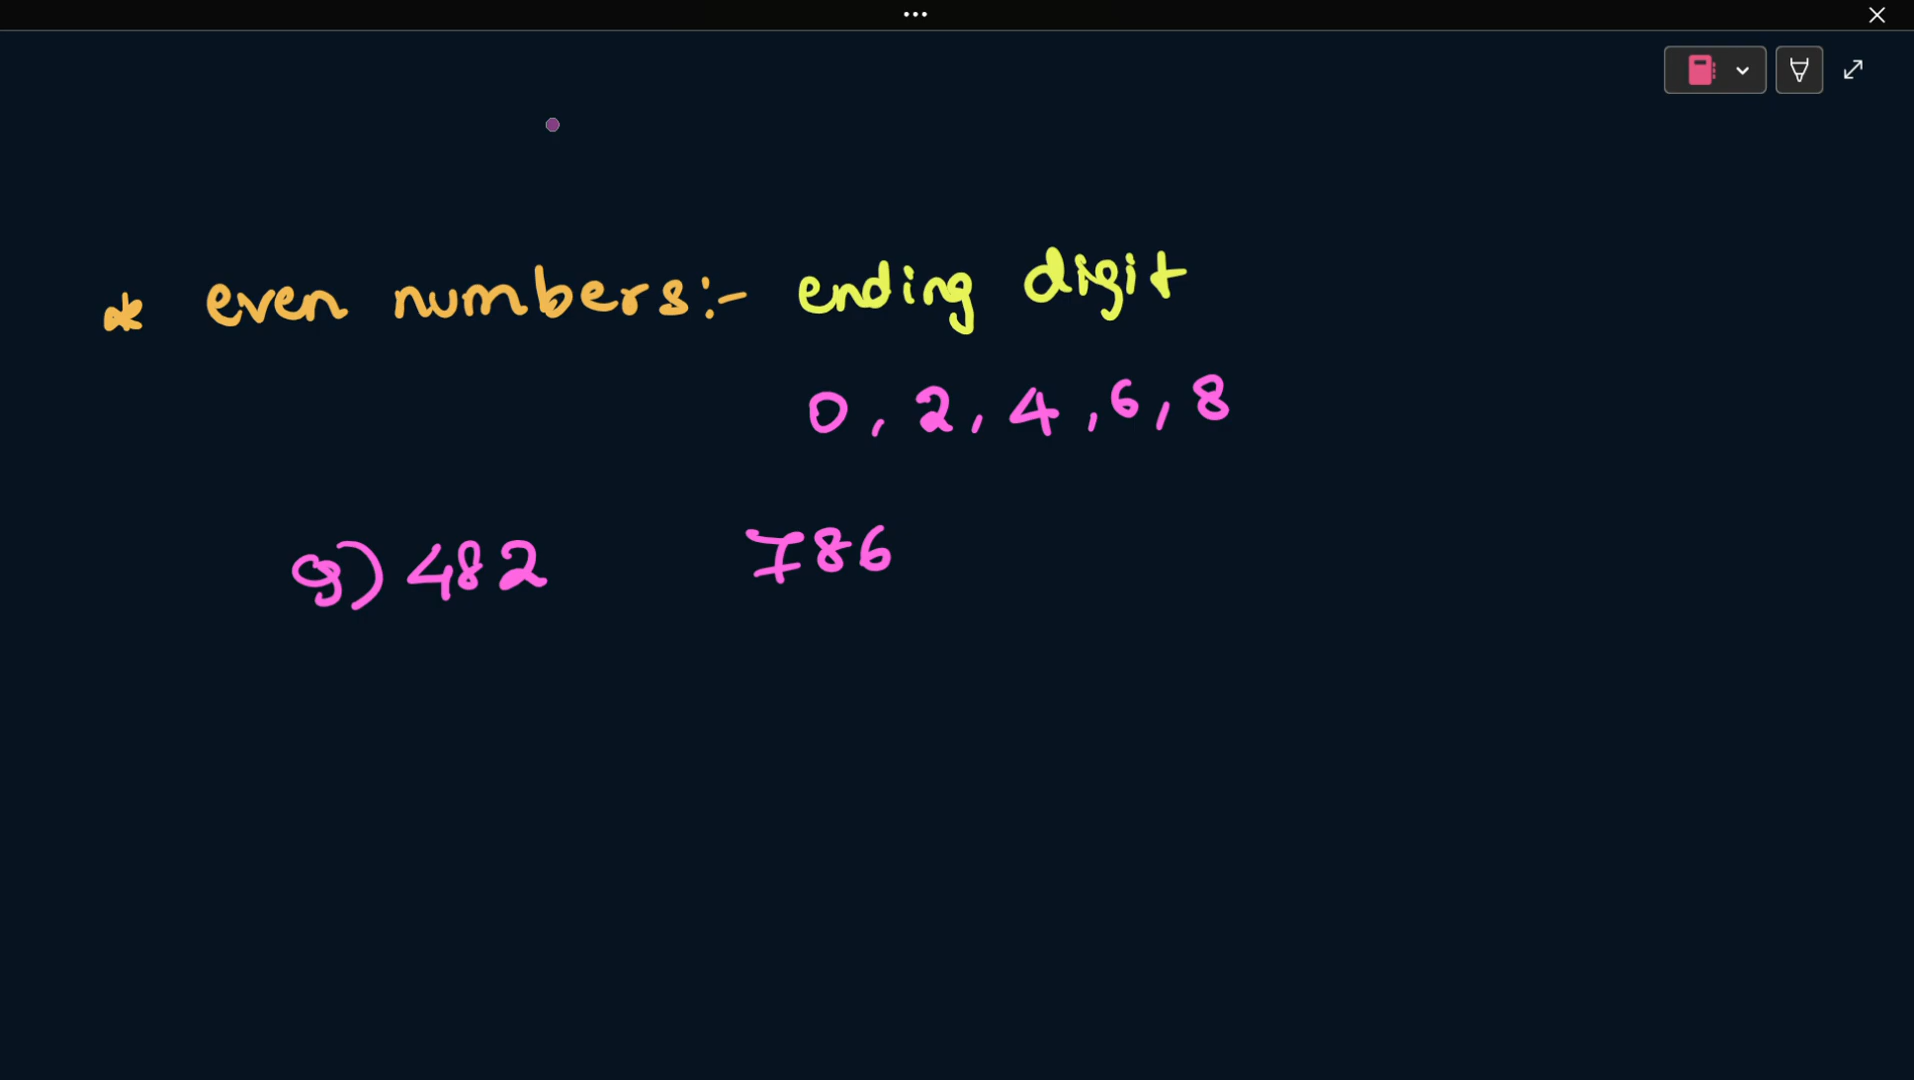 * even numbers:- ending digit
0, 2, 4, 6, 8
eg) 482 786